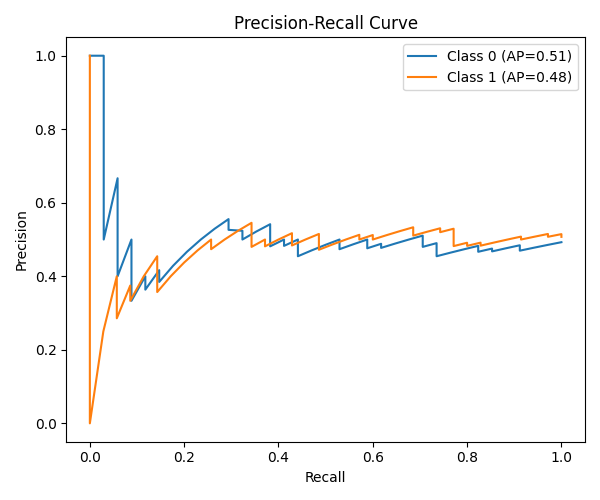 Precision-Recall Curve
Class 0 (AP=0.51)
Class 1 (AP=0.48)
Precision
1.0
0.8
0.6
0.4
0.2
0.0
0.0 0.2 0.4 0.6 0.8 1.0
Recall